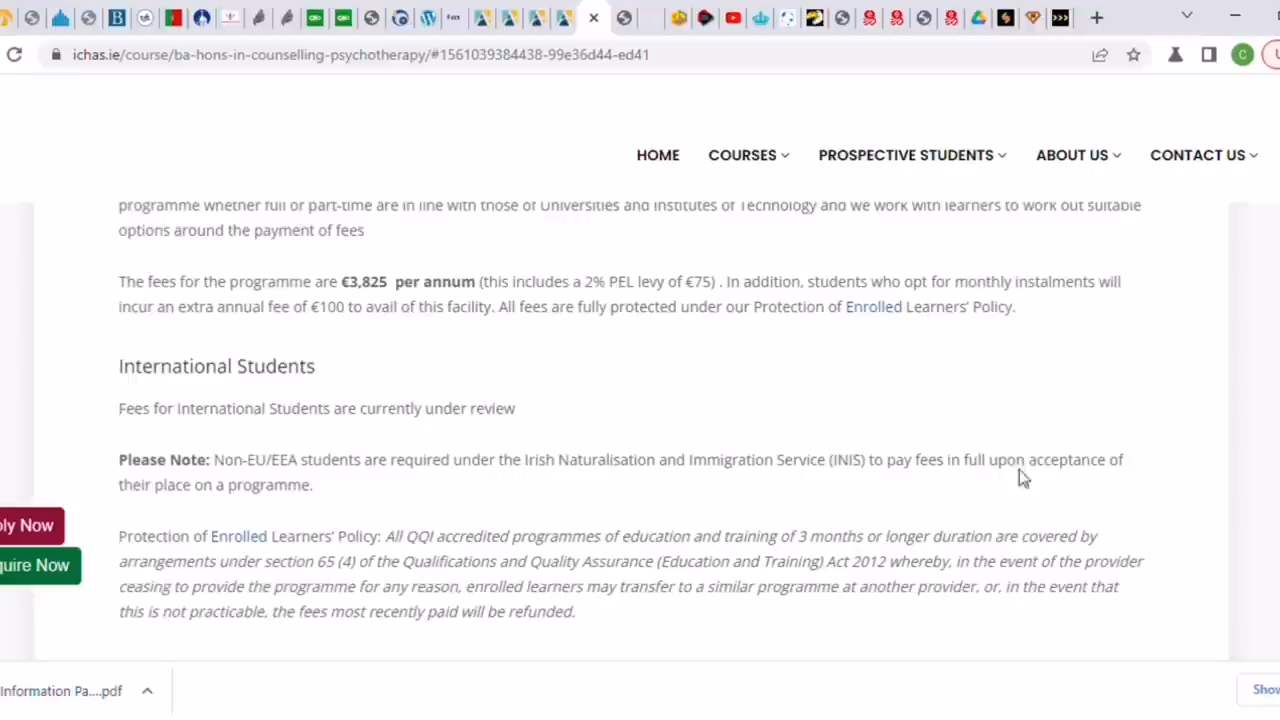 ichas.ie/course/ba-hons-in-counselling-psychotherapy/#1561039384438-99e36d44-ed41
HOME COURSES PROSPECTIVE STUDENTS ABOUT US CONTACT US
programme whether full or part-time are in line with those of Universities and Institutes of Technology and we work with learners to work out suitable
options around the payment of fees
The fees for the programme are €3,825 per annum (this includes a 2% PEL levy of €75) . In addition, students who opt for monthly instalments will
incur an extra annual fee of €100 to avail of this facility. All fees are fully protected under our Protection of Enrolled Learners' Policy.
International Students
Fees for International Students are currently under review
Please Note: Non-EU/EEA students are required under the Irish Naturalisation and Immigration Service (INIS) to pay fees in full upon acceptance of
their place on a programme.
ply Now
quire Now
Protection of Enrolled Learners' Policy: All QQI accredited programmes of education and training of 3 months or longer duration are covered by
arrangements under section 65 (4) of the Qualifications and Quality Assurance (Education and Training) Act 2012 whereby, in the event of the provider
ceasing to provide the programme for any reason, enrolled learners may transfer to a similar programme at another provider, or, in the event that
this is not practicable, the fees most recently paid will be refunded.
Information Pa....pdf
Show